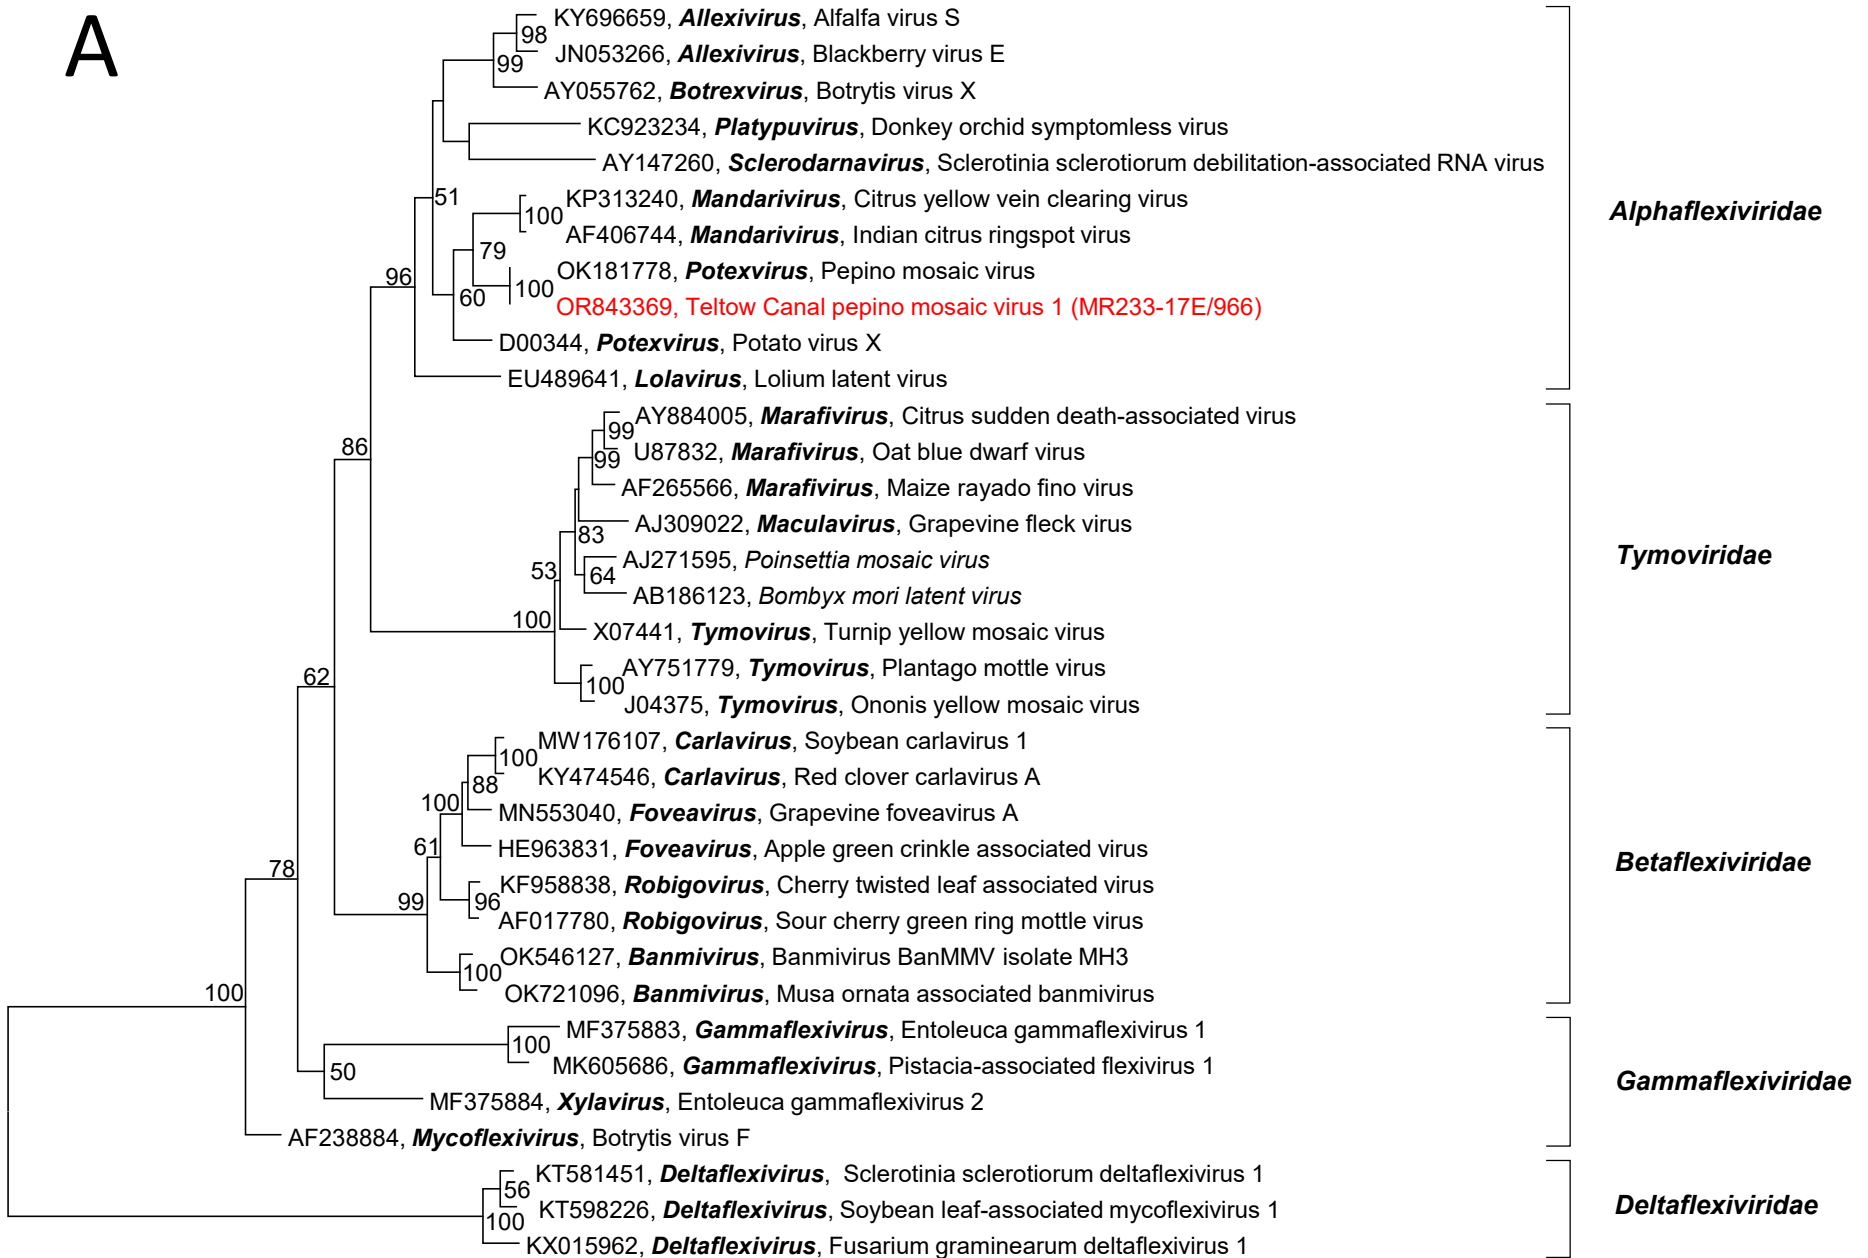 A
KY696659, Allexivirus, Alfalfa virus S
98
JN053266, Allexivirus, Blackberry virus E
99
AY055762, Botrexvirus, Botrytis virus X
KC923234, Platypuvirus, Donkey orchid symptomless virus
AY147260, Sclerodarnavirus, Sclerotinia sclerotiorum debilitation-associated RNA virus
51
KP313240, Mandarivirus, Citrus yellow vein clearing virus
100
Alphaflexiviridae
AF406744, Mandarivirus, Indian citrus ringspot virus
79
OK181778, Potexvirus, Pepino mosaic virus
96
100
60
OR843369, Teltow Canal pepino mosaic virus 1 (MR233-17E/966)
D00344, Potexvirus, Potato virus X
EU489641, Lolavirus, Lolium latent virus
AY884005, Marafivirus, Citrus sudden death-associated virus
99
86
U87832, Marafivirus, Oat blue dwarf virus
99
AF265566, Marafivirus, Maize rayado fino virus
AJ309022, Maculavirus, Grapevine fleck virus
83
Tymoviridae
AJ271595, Poinsettia mosaic virus
53
64
AB186123, Bombyx mori latent virus
100
X07441, Tymovirus, Turnip yellow mosaic virus
AY751779, Tymovirus, Plantago mottle virus
62
100
J04375, Tymovirus, Ononis yellow mosaic virus
MW176107, Carlavirus, Soybean carlavirus 1
100
KY474546, Carlavirus, Red clover carlavirus A
88
100
MN553040, Foveavirus, Grapevine foveavirus A
61
HE963831, Foveavirus, Apple green crinkle associated virus
Betaflexiviridae
78
KF958838, Robigovirus, Cherry twisted leaf associated virus
96
99
AF017780, Robigovirus, Sour cherry green ring mottle virus
OK546127, Banmivirus, Banmivirus BanMMV isolate MH3
100
100
OK721096, Banmivirus, Musa ornata associated banmivirus
MF375883, Gammaflexivirus, Entoleuca gammaflexivirus 1
100
MK605686, Gammaflexivirus, Pistacia-associated flexivirus 1
50
Gammaflexiviridae
MF375884, Xylavirus, Entoleuca gammaflexivirus 2
AF238884, Mycoflexivirus, Botrytis virus F
KT581451, Deltaflexivirus, Sclerotinia sclerotiorum deltaflexivirus 1
56
Deltaflexiviridae
KT598226, Deltaflexivirus, Soybean leaf-associated mycoflexivirus 1
100
KX015962, Deltaflexivirus, Fusarium graminearum deltaflexivirus 1